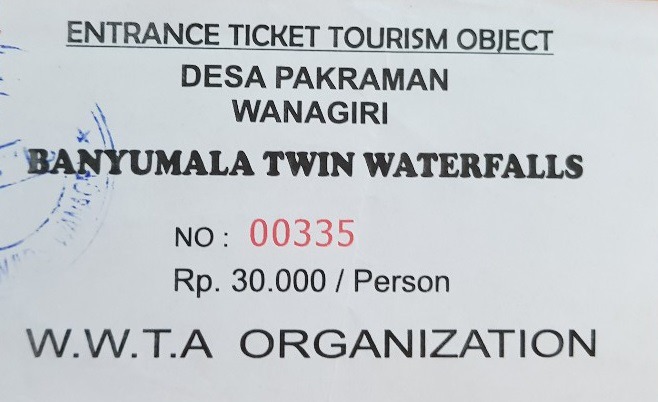 ENTRANCE TICKET TOURISM OBJECT
DESA PAKRAMAN
WANAGIRI
BANYUMALA TWIN WATERFALLS
NO : 00335
Rp. 30.000 / Person
W.W.T.A ORGANIZATION